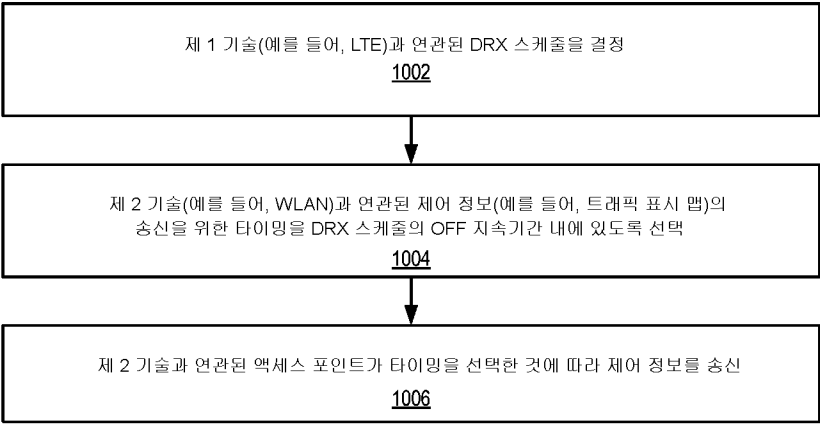 제 1 기술(예를 들어, LTE)과 연관된 DRX 스케줄을 결정
1002
제 2 기술(예를 들어, WLAN)과 연관된 제어 정보(예를 들어, 트래픽 표시 맵)의
송신을 위한 타이밍을 DRX 스케줄의 OFF 지속기간 내에 있도록 선택
1004
제 2 기술과 연관된 액세스 포인트가 타이밍을 선택한 것에 따라 제어 정보를 송신
1006